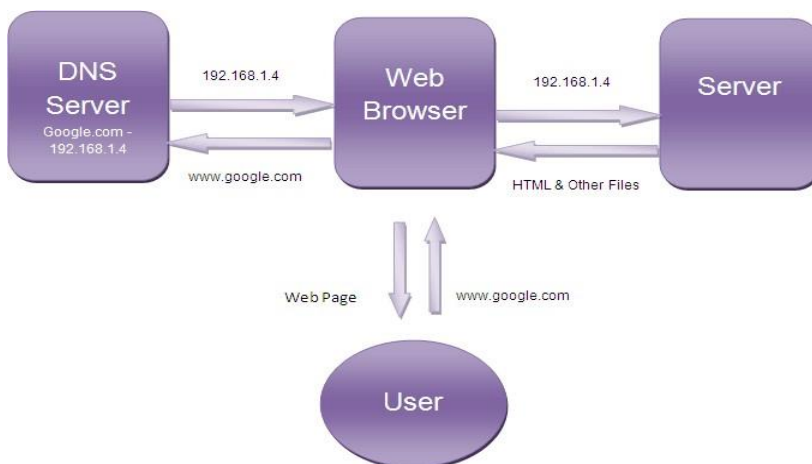 DNS
Server
Google.com -
192.168.1.4
192.168.1.4
www.google.com
Web
Browser
192.168.1.4
HTML & Other Files
Server
Web Page
www.google.com
User